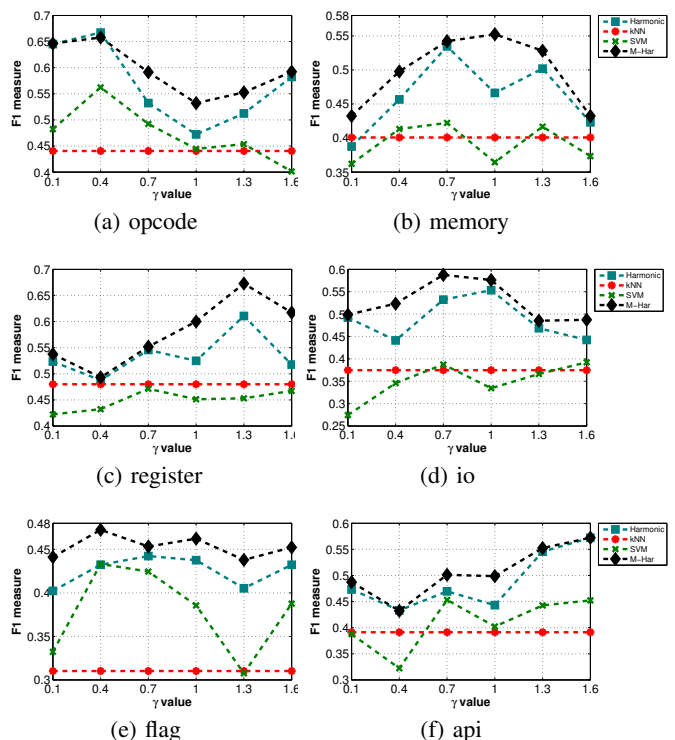 0.7
0.65
0.6
0.55
0.5
0.45
0.4
F1 measure
0.1 0.4 0.7 1 1.3 1.6
γ value
(a) opcode
0.58
0.55
0.5
0.45
0.40
0.35
F1 measure
0.1 0.4 0.7 1 1.3 1.6
γ value
(b) memory
Harmonic
kNN
SVM
M-Har
0.7
0.65
0.6
0.55
0.5
0.45
0.4
F1 measure
0.1 0.4 0.7 1 1.3 1.6
γ value
(c) register
0.6
0.55
0.5
0.45
0.4
0.35
0.3
0.25
F1 measure
0.1 0.4 0.7 1 1.3 1.6
γ value
(d) io
Harmonic
kNN
SVM
M-Har
0.48
0.45
0.4
0.35
0.3
F1 measure
0.1 0.4 0.7 1 1.3 1.6
γ value
(e) flag
0.6
0.55
0.5
0.45
0.4
0.35
0.3
F1 measure
0.1 0.4 0.7 1 1.3 1.6
γ value
(f) api
Harmonic
kNN
SVM
M-Har